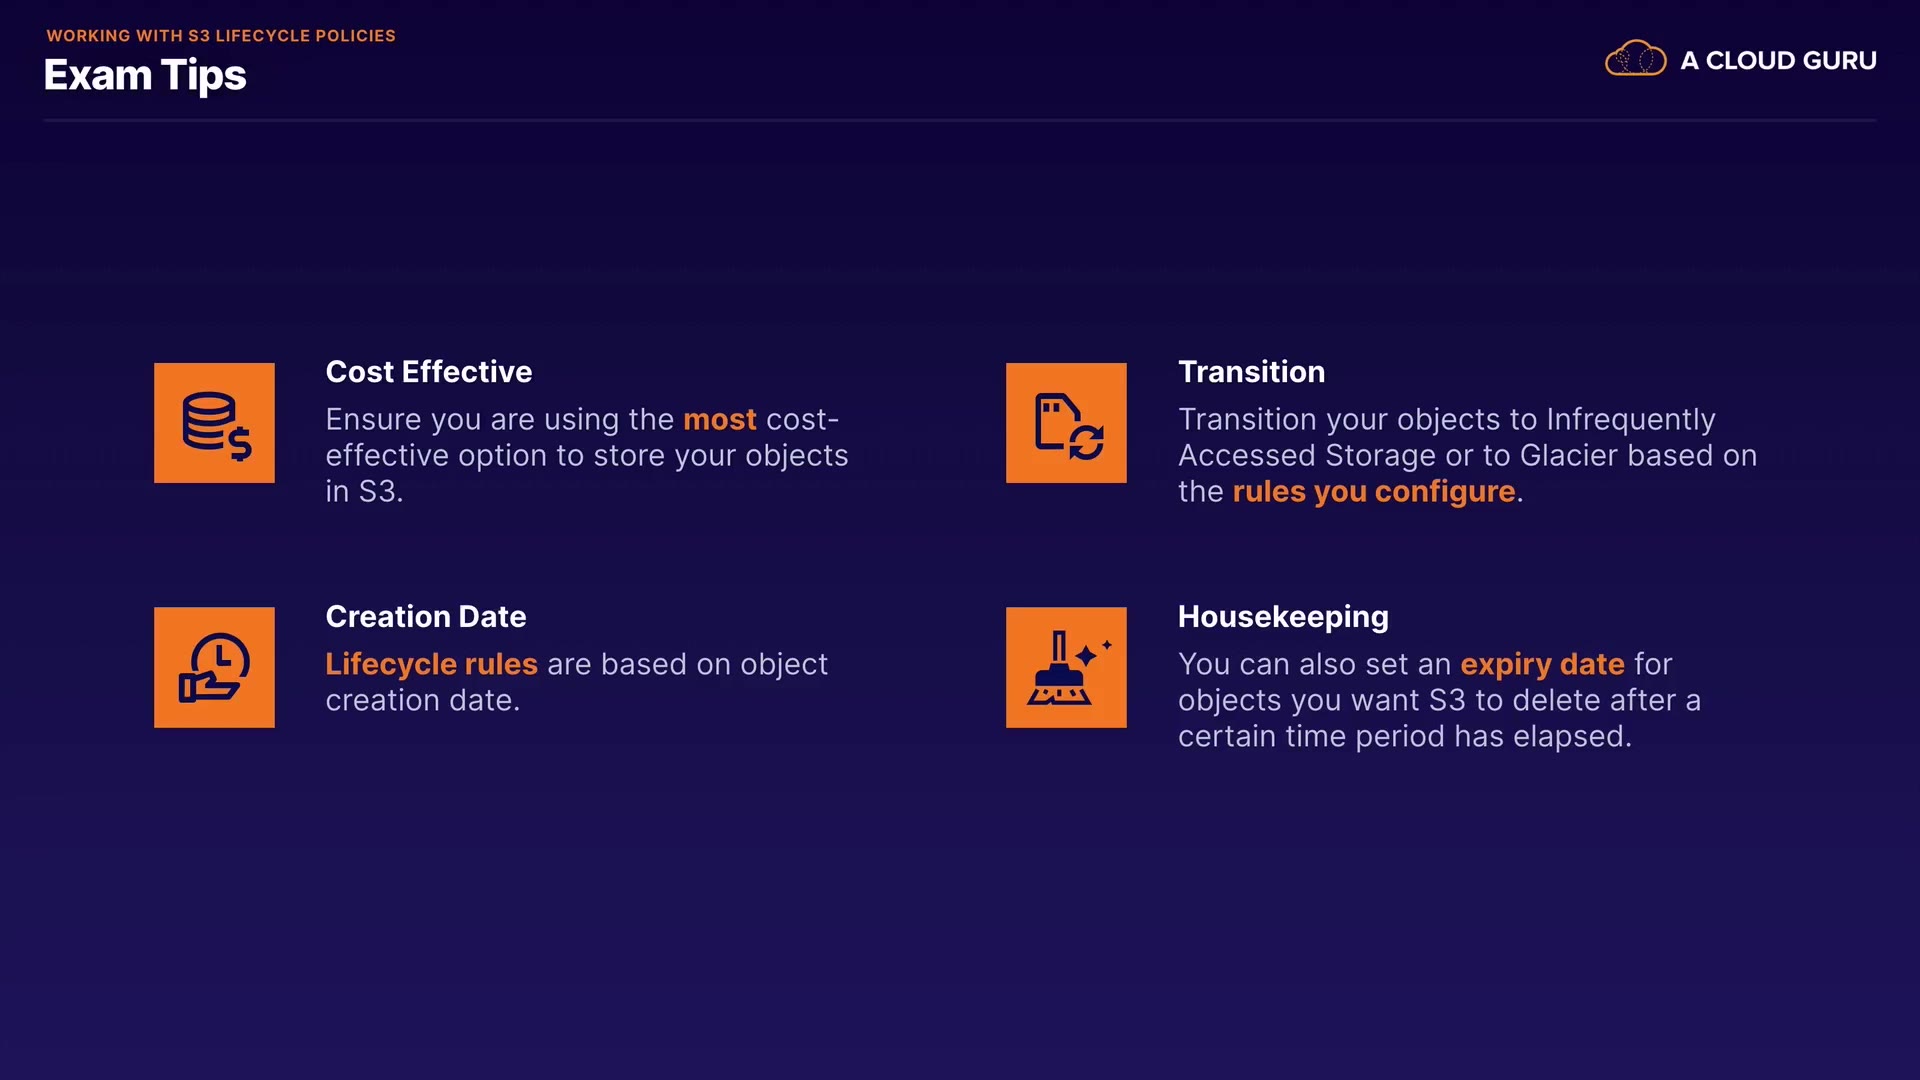 WORKING WITH S3 LIFECYCLE POLICIES
Exam Tips
A CLOUD GURU
Cost Effective
Ensure you are using the most cost-
effective option to store your objects
in S3.
Transition
Transition your objects to Infrequently
Accessed Storage or to Glacier based on
the rules you configure.
Creation Date
Lifecycle rules are based on object
creation date.
Housekeeping
You can also set an expiry date for
objects you want S3 to delete after a
certain time period has elapsed.